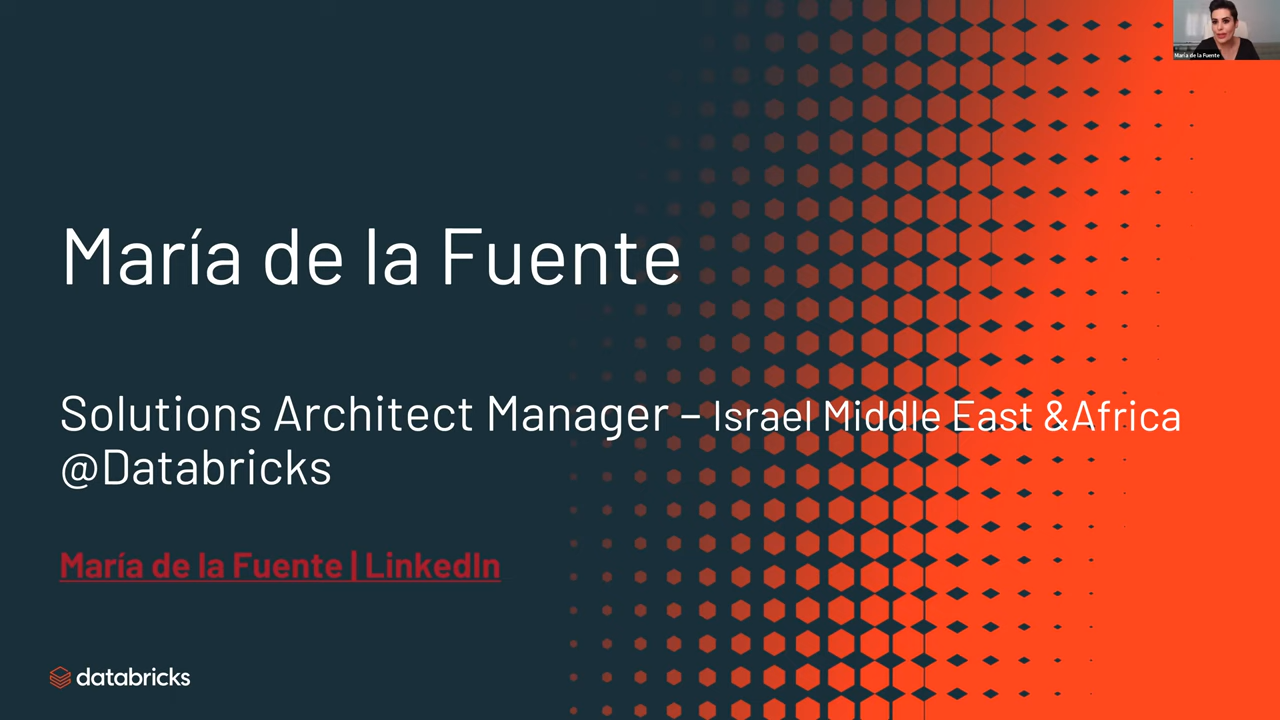 María de la Fuente
María de la Fuente
Solutions Architect Manager – Israel Middle East &Africa
@Databricks
María de la Fuente | LinkedIn
databricks